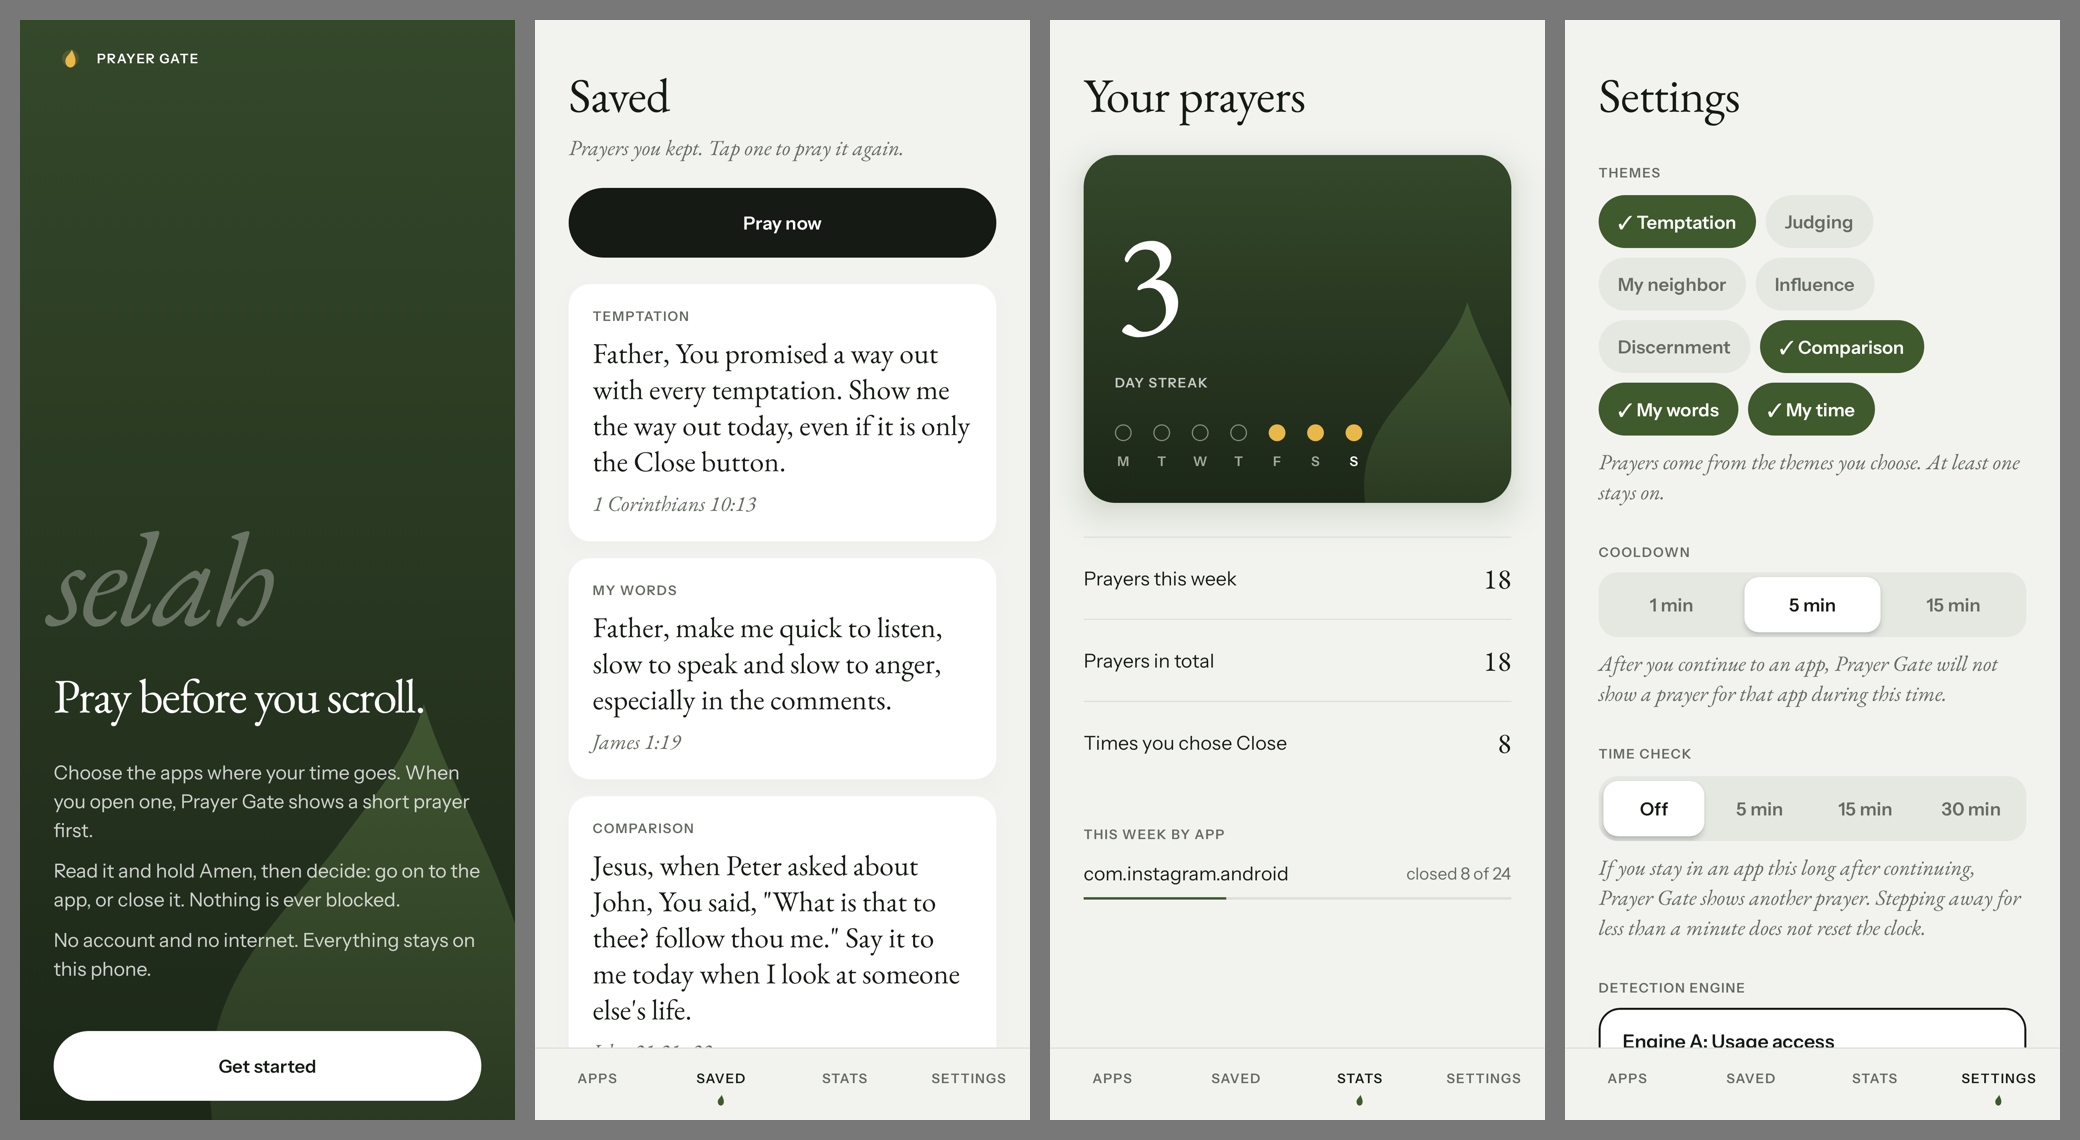 PRAYER GATE
selah
Pray before you scroll.
Choose the apps where your time goes. When
you open one, Prayer Gate shows a short prayer
first.
Read it and hold Amen, then decide: go on to the
app, or close it. Nothing is ever blocked.
No account and no internet. Everything stays on
this phone.
Get started
Saved
Prayers you kept. Tap one to pray it again.
Pray now
TEMPTATION
Father, You promised a way out
with every temptation. Show me
the way out today, even if it is only
the Close button.
1 Corinthians 10:13
MY WORDS
Father, make me quick to listen,
slow to speak and slow to anger,
especially in the comments.
James 1:19
COMPARISON
Jesus, when Peter asked about
John, You said, "What is that to
thee? follow thou me." Say it to
me today when I look at someone
else's life.
APPS SAVED STATS SETTINGS
Your prayers
3
DAY STREAK
M T W T F S S
Prayers this week 18
Prayers in total 18
Times you chose Close 8
THIS WEEK BY APP
com.instagram.android closed 8 of 24
APPS SAVED STATS SETTINGS
Settings
THEMES
✓ Temptation Judging
My neighbor Influence
Discernment ✓ Comparison
✓ My words ✓ My time
Prayers come from the themes you choose. At least one
stays on.
COOLDOWN
1 min 5 min 15 min
After you continue to an app, Prayer Gate will not
show a prayer for that app during this time.
TIME CHECK
Off 5 min 15 min 30 min
If you stay in an app this long after continuing,
Prayer Gate shows another prayer. Stepping away for
less than a minute does not reset the clock.
DETECTION ENGINE
Engine A: Usage access
APPS SAVED STATS SETTINGS